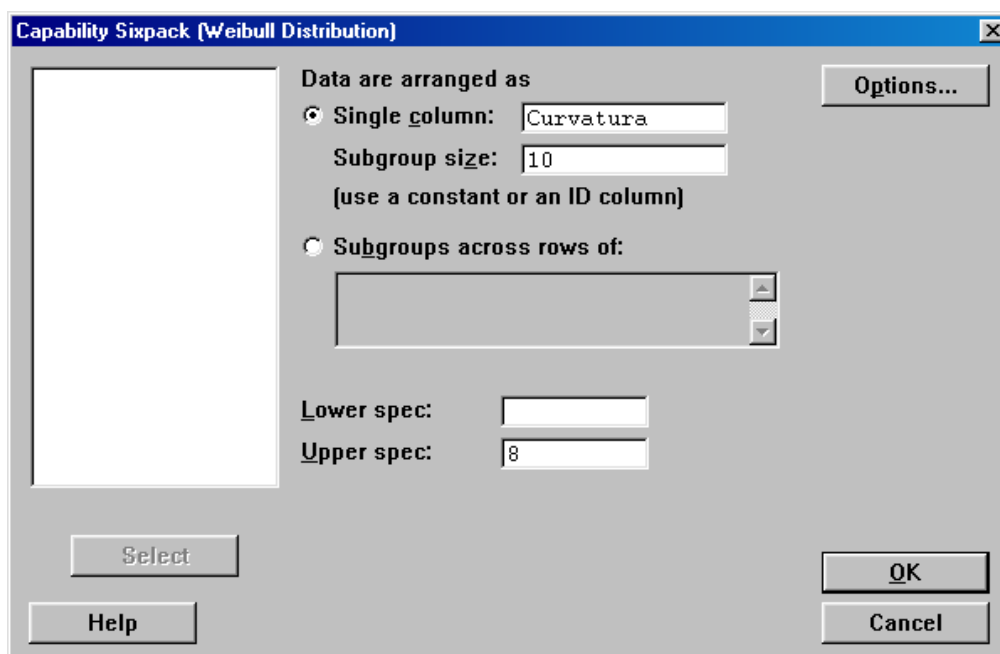 Capability Sixpack (Weibull Distribution)
Data are arranged as
Options...
Single column: Curvatura
Subgroup size: 10
(use a constant or an ID column)
Subgroups across rows of:
Lower spec:
Upper spec: 8
Select
OK
Help
Cancel